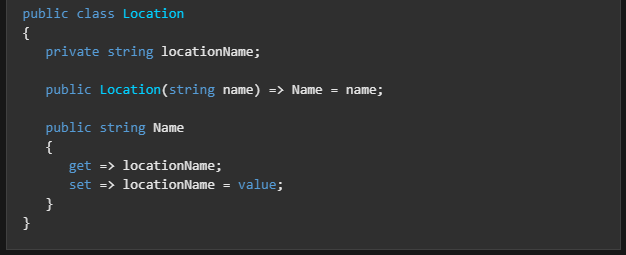 public class Location
{
private string locationName;
public Location(string name) => Name = name;
public string Name
{
get => locationName;
set => locationName = value;
}
}